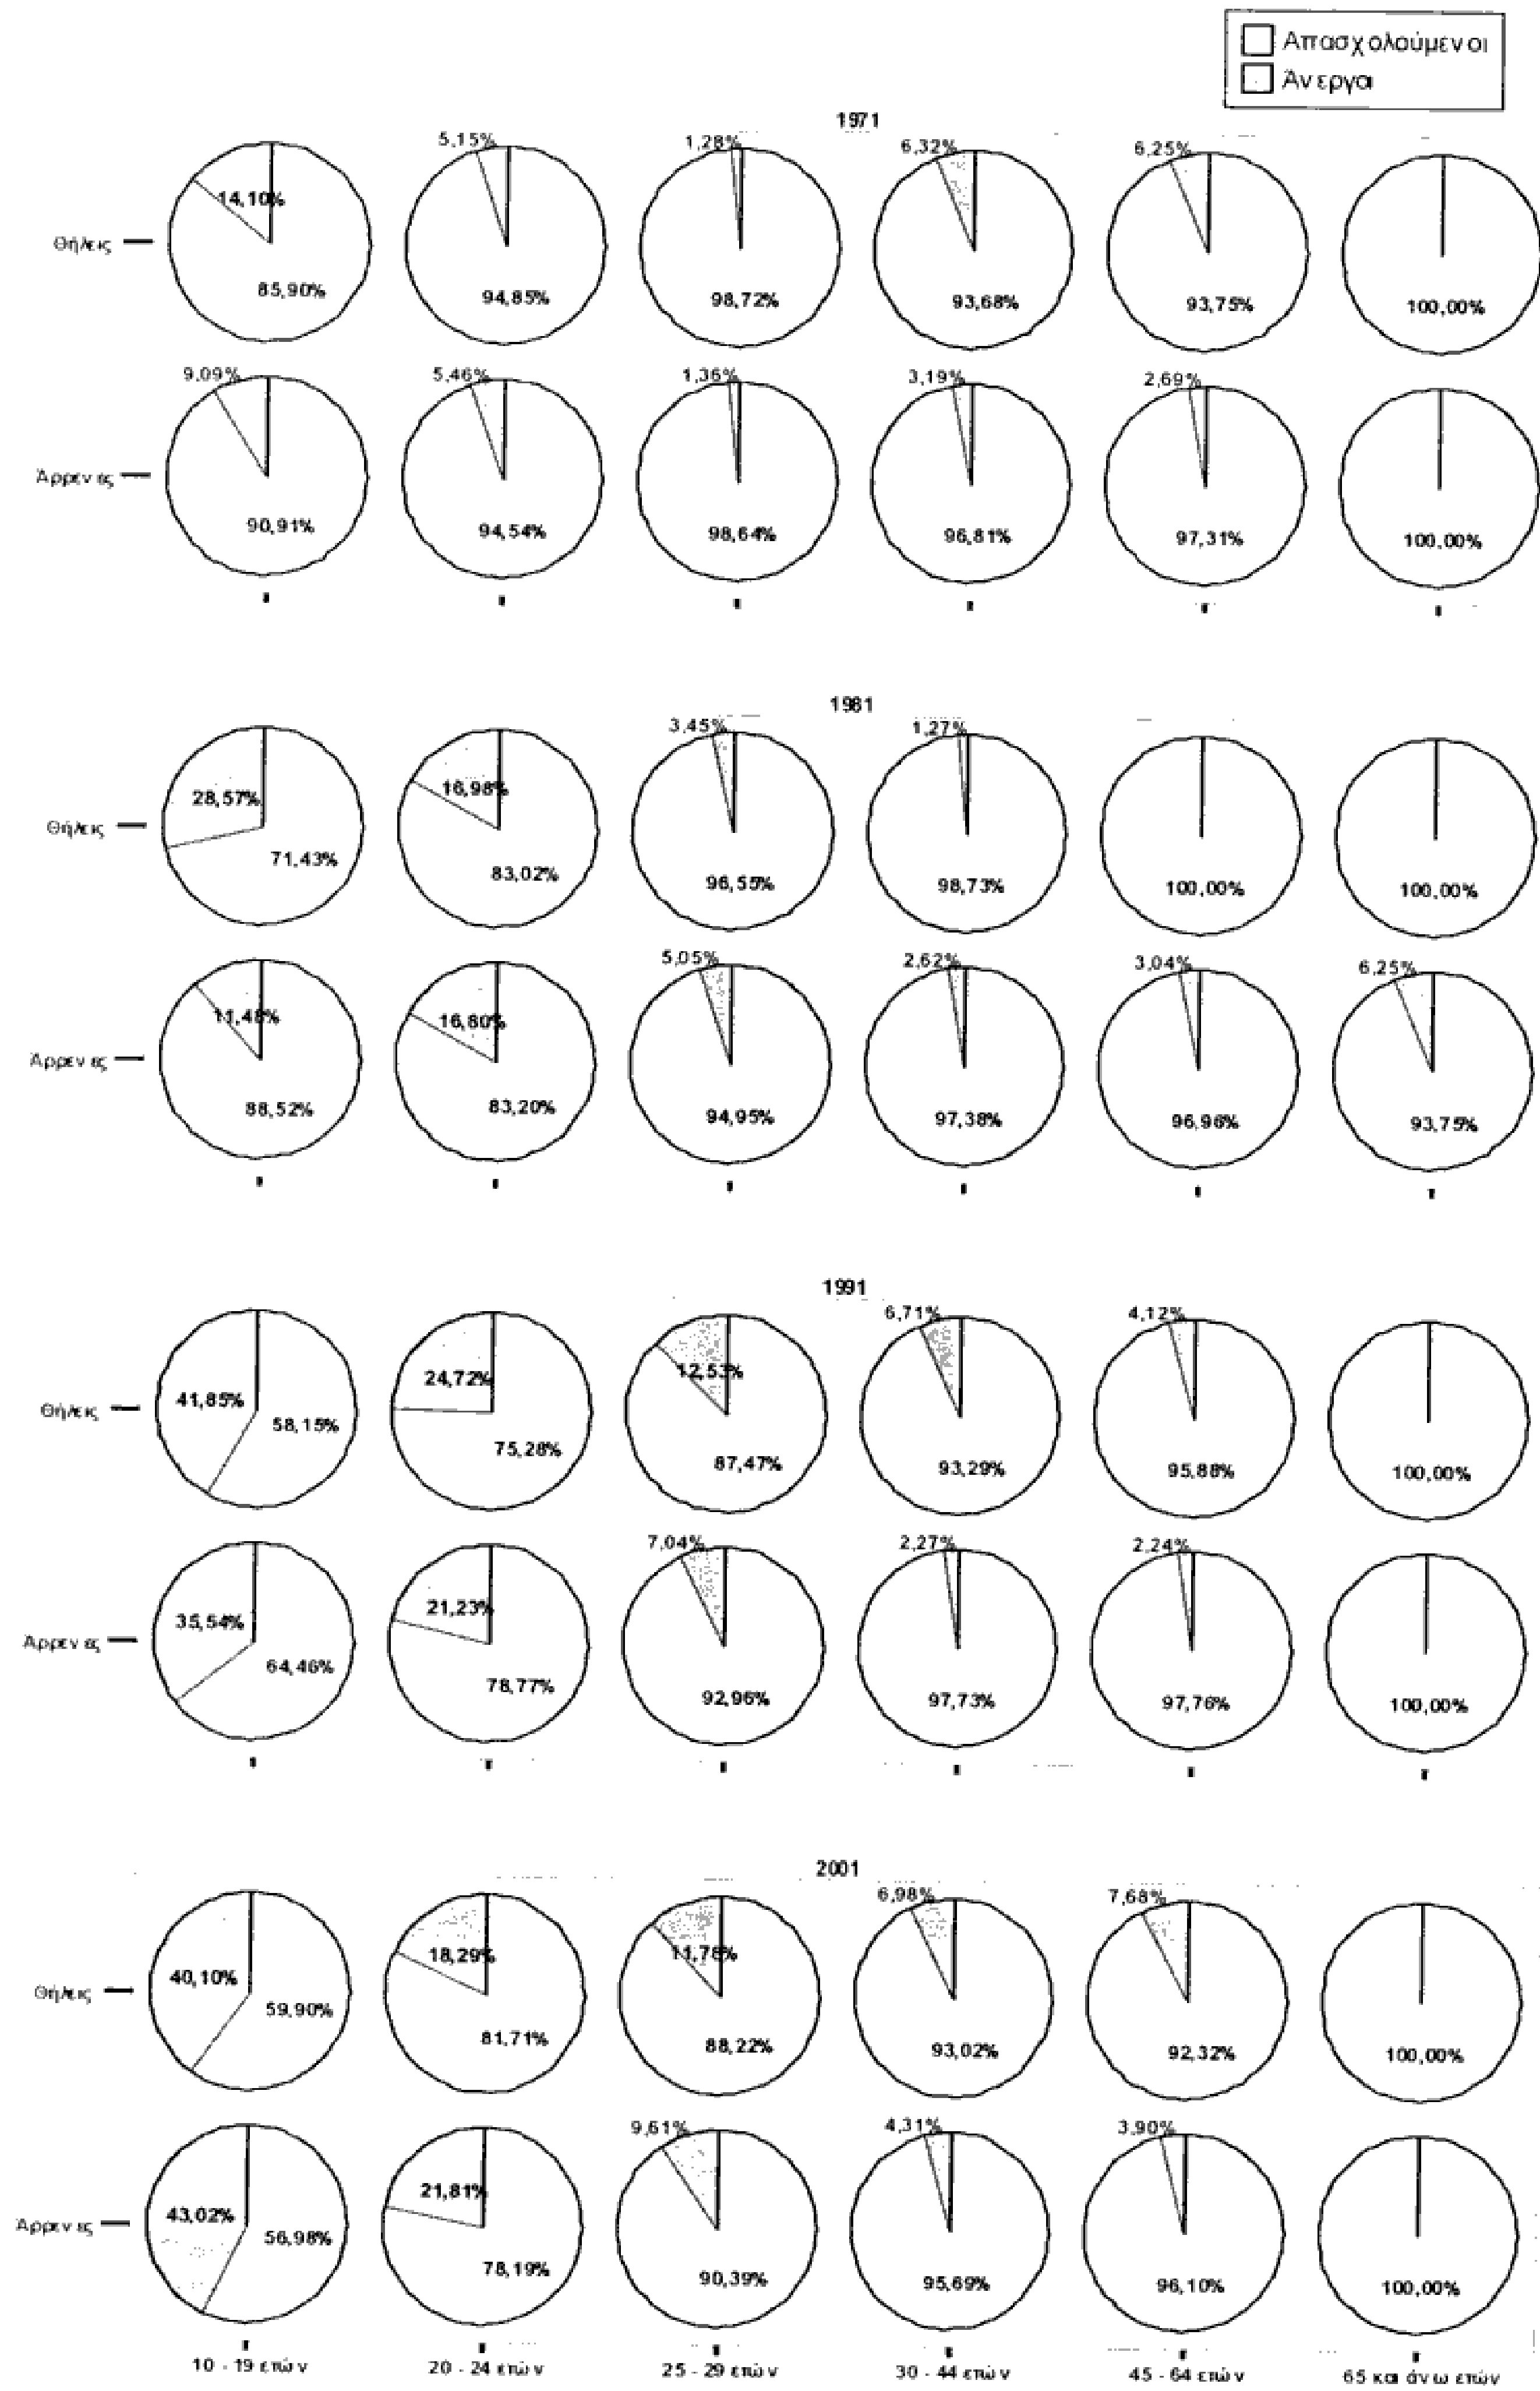 Απασχολούμενοι
Άνεργοι
1971
5,15% 1,28% 6,32% 6,25%
14,10%
Θήλεις
85,90% 94,85% 98,72% 93,68% 93,75% 100,00%
9,09% 5,46% 1,36% 3,19% 2,69%
Άρρενες
90,91% 94,54% 98,64% 96,81% 97,31% 100,00%
1981
3,45% 1,27%
28,57% 16,98%
Θήλεις
71,43% 83,02% 96,55% 98,73% 100,00% 100,00%
5,05% 2,62% 3,04% 6,25%
11,48% 16,80%
Άρρενες
88,52% 83,20% 94,95% 97,38% 96,96% 93,75%
1991
6,71% 4,12%
41,85% 24,72% 12,53%
Θήλεις
58,15% 75,28% 87,47% 93,29% 95,88% 100,00%
7,04% 2,27% 2,24%
35,54% 21,23%
Άρρενες
64,46% 78,77% 92,96% 97,73% 97,76% 100,00%
2001
6,98% 7,68%
40,10% 18,29% 11,78%
Θήλεις
59,90% 81,71% 88,22% 93,02% 92,32% 100,00%
9,61% 4,31% 3,90%
43,02% 21,81%
Άρρενες
56,98% 78,19% 90,39% 95,69% 96,10% 100,00%
10 - 19 ετών 20 - 24 ετών 25 - 29 ετών 30 - 44 ετών 45 - 64 ετών 65 και άνω ετών